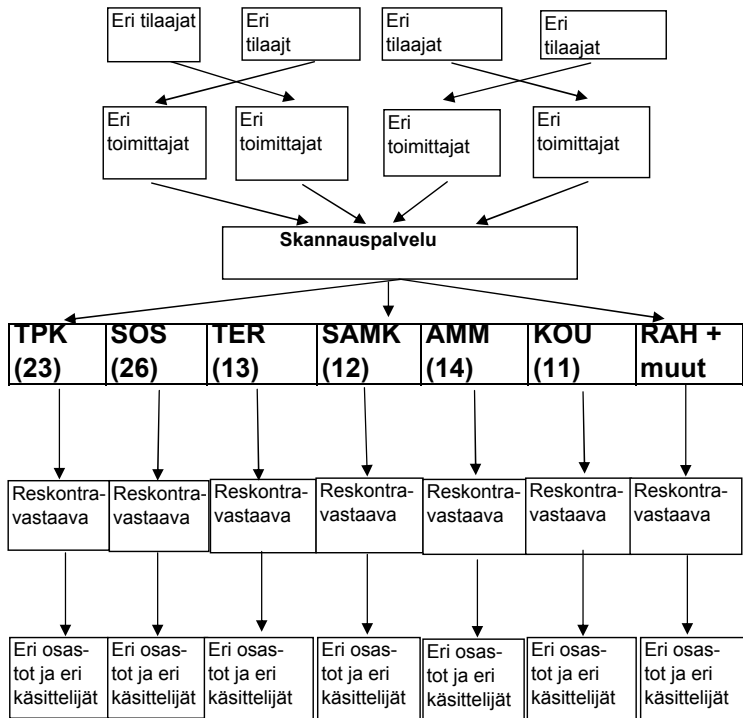 Eri tilaajat
Eri
tilaajt
Eri
tilaajat
Eri
tilaajat
Eri
toimittajat
Eri
toimittajat
Eri
toimittajat
Eri
toimittajat
Skannauspalvelu
TPK
(23)
SOS
(26)
TER
(13)
SAMK
(12)
AMM
(14)
KOU
(11)
RAH +
muut
Reskontra-
vastaava
Reskontra-
vastaava
Reskontra-
vastaava
Reskontra-
vastaava
Reskontra-
vastaava
Reskontra-
vastaava
Reskontra-
vastaava
Eri osas-
tot ja eri
käsittelijät
Eri osas-
tot ja eri
käsittelijät
Eri osas-
tot ja eri
käsittelijät
Eri osas-
tot ja eri
käsittelijät
Eri osas-
tot ja eri
käsittelijät
Eri osas-
tot ja eri
käsittelijät
Eri osas-
tot ja eri
käsittelijät